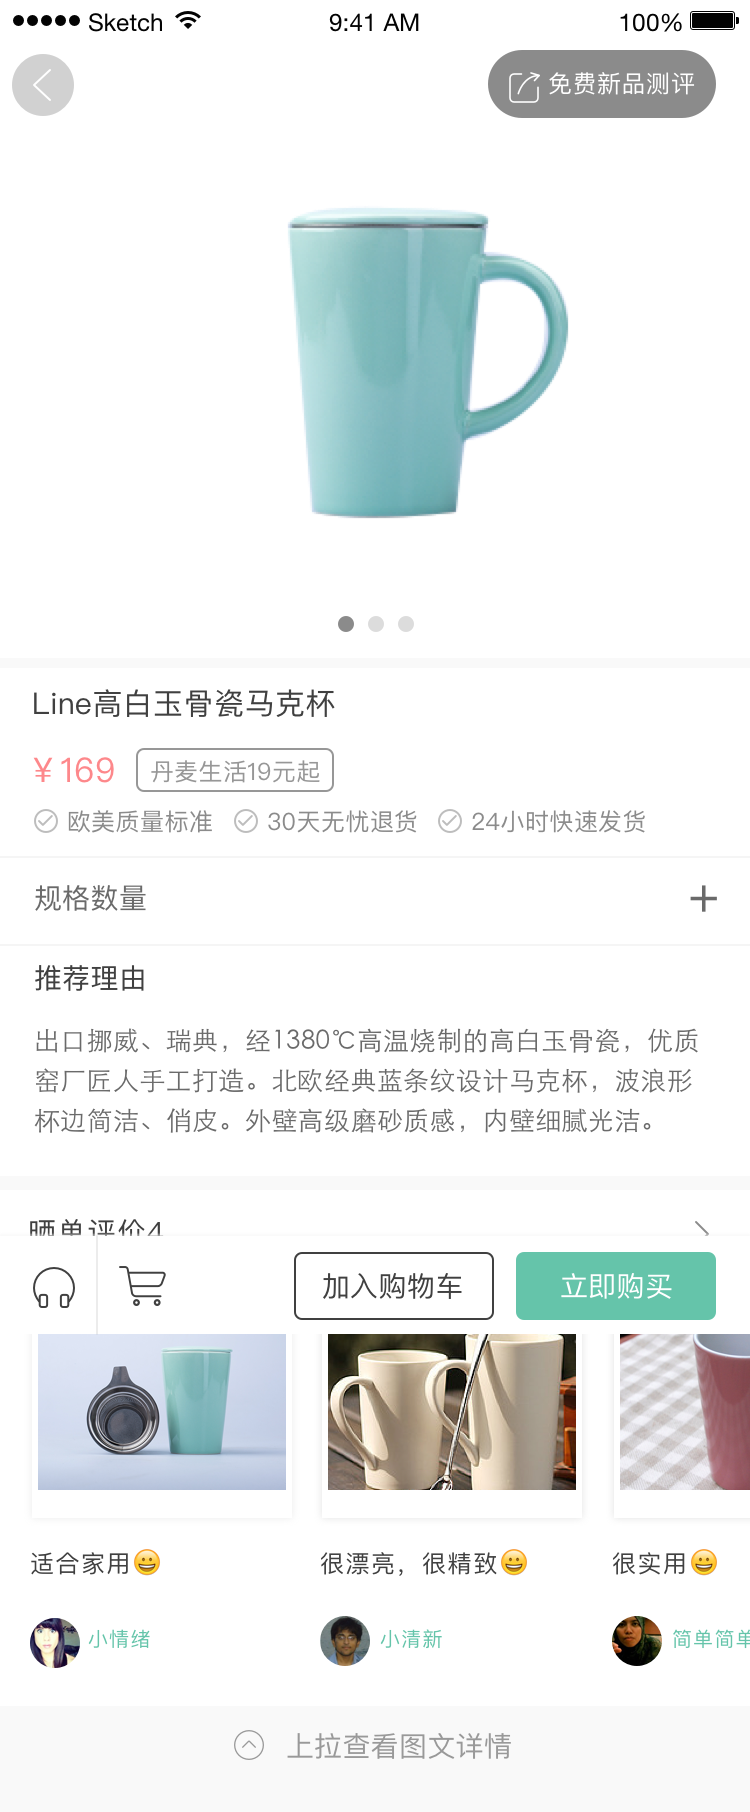 Sketch 9:41 AM 100%
免费新品测评
Line高白玉骨瓷马克杯
¥169 丹麦生活19元起
欧美质量标准 30天无忧退货 24小时快速发货
规格数量
推荐理由
出口挪威、瑞典，经1380℃高温烧制的高白玉骨瓷，优质
窑厂匠人手工打造。北欧经典蓝条纹设计马克杯，波浪形
杯边简洁、俏皮。外壁高级磨砂质感，内壁细腻光洁。
晒单评价4
加入购物车 立即购买
适合家用😀 很漂亮，很精致😀 很实用😀
小情绪 小清新 简单简单
上拉查看图文详情